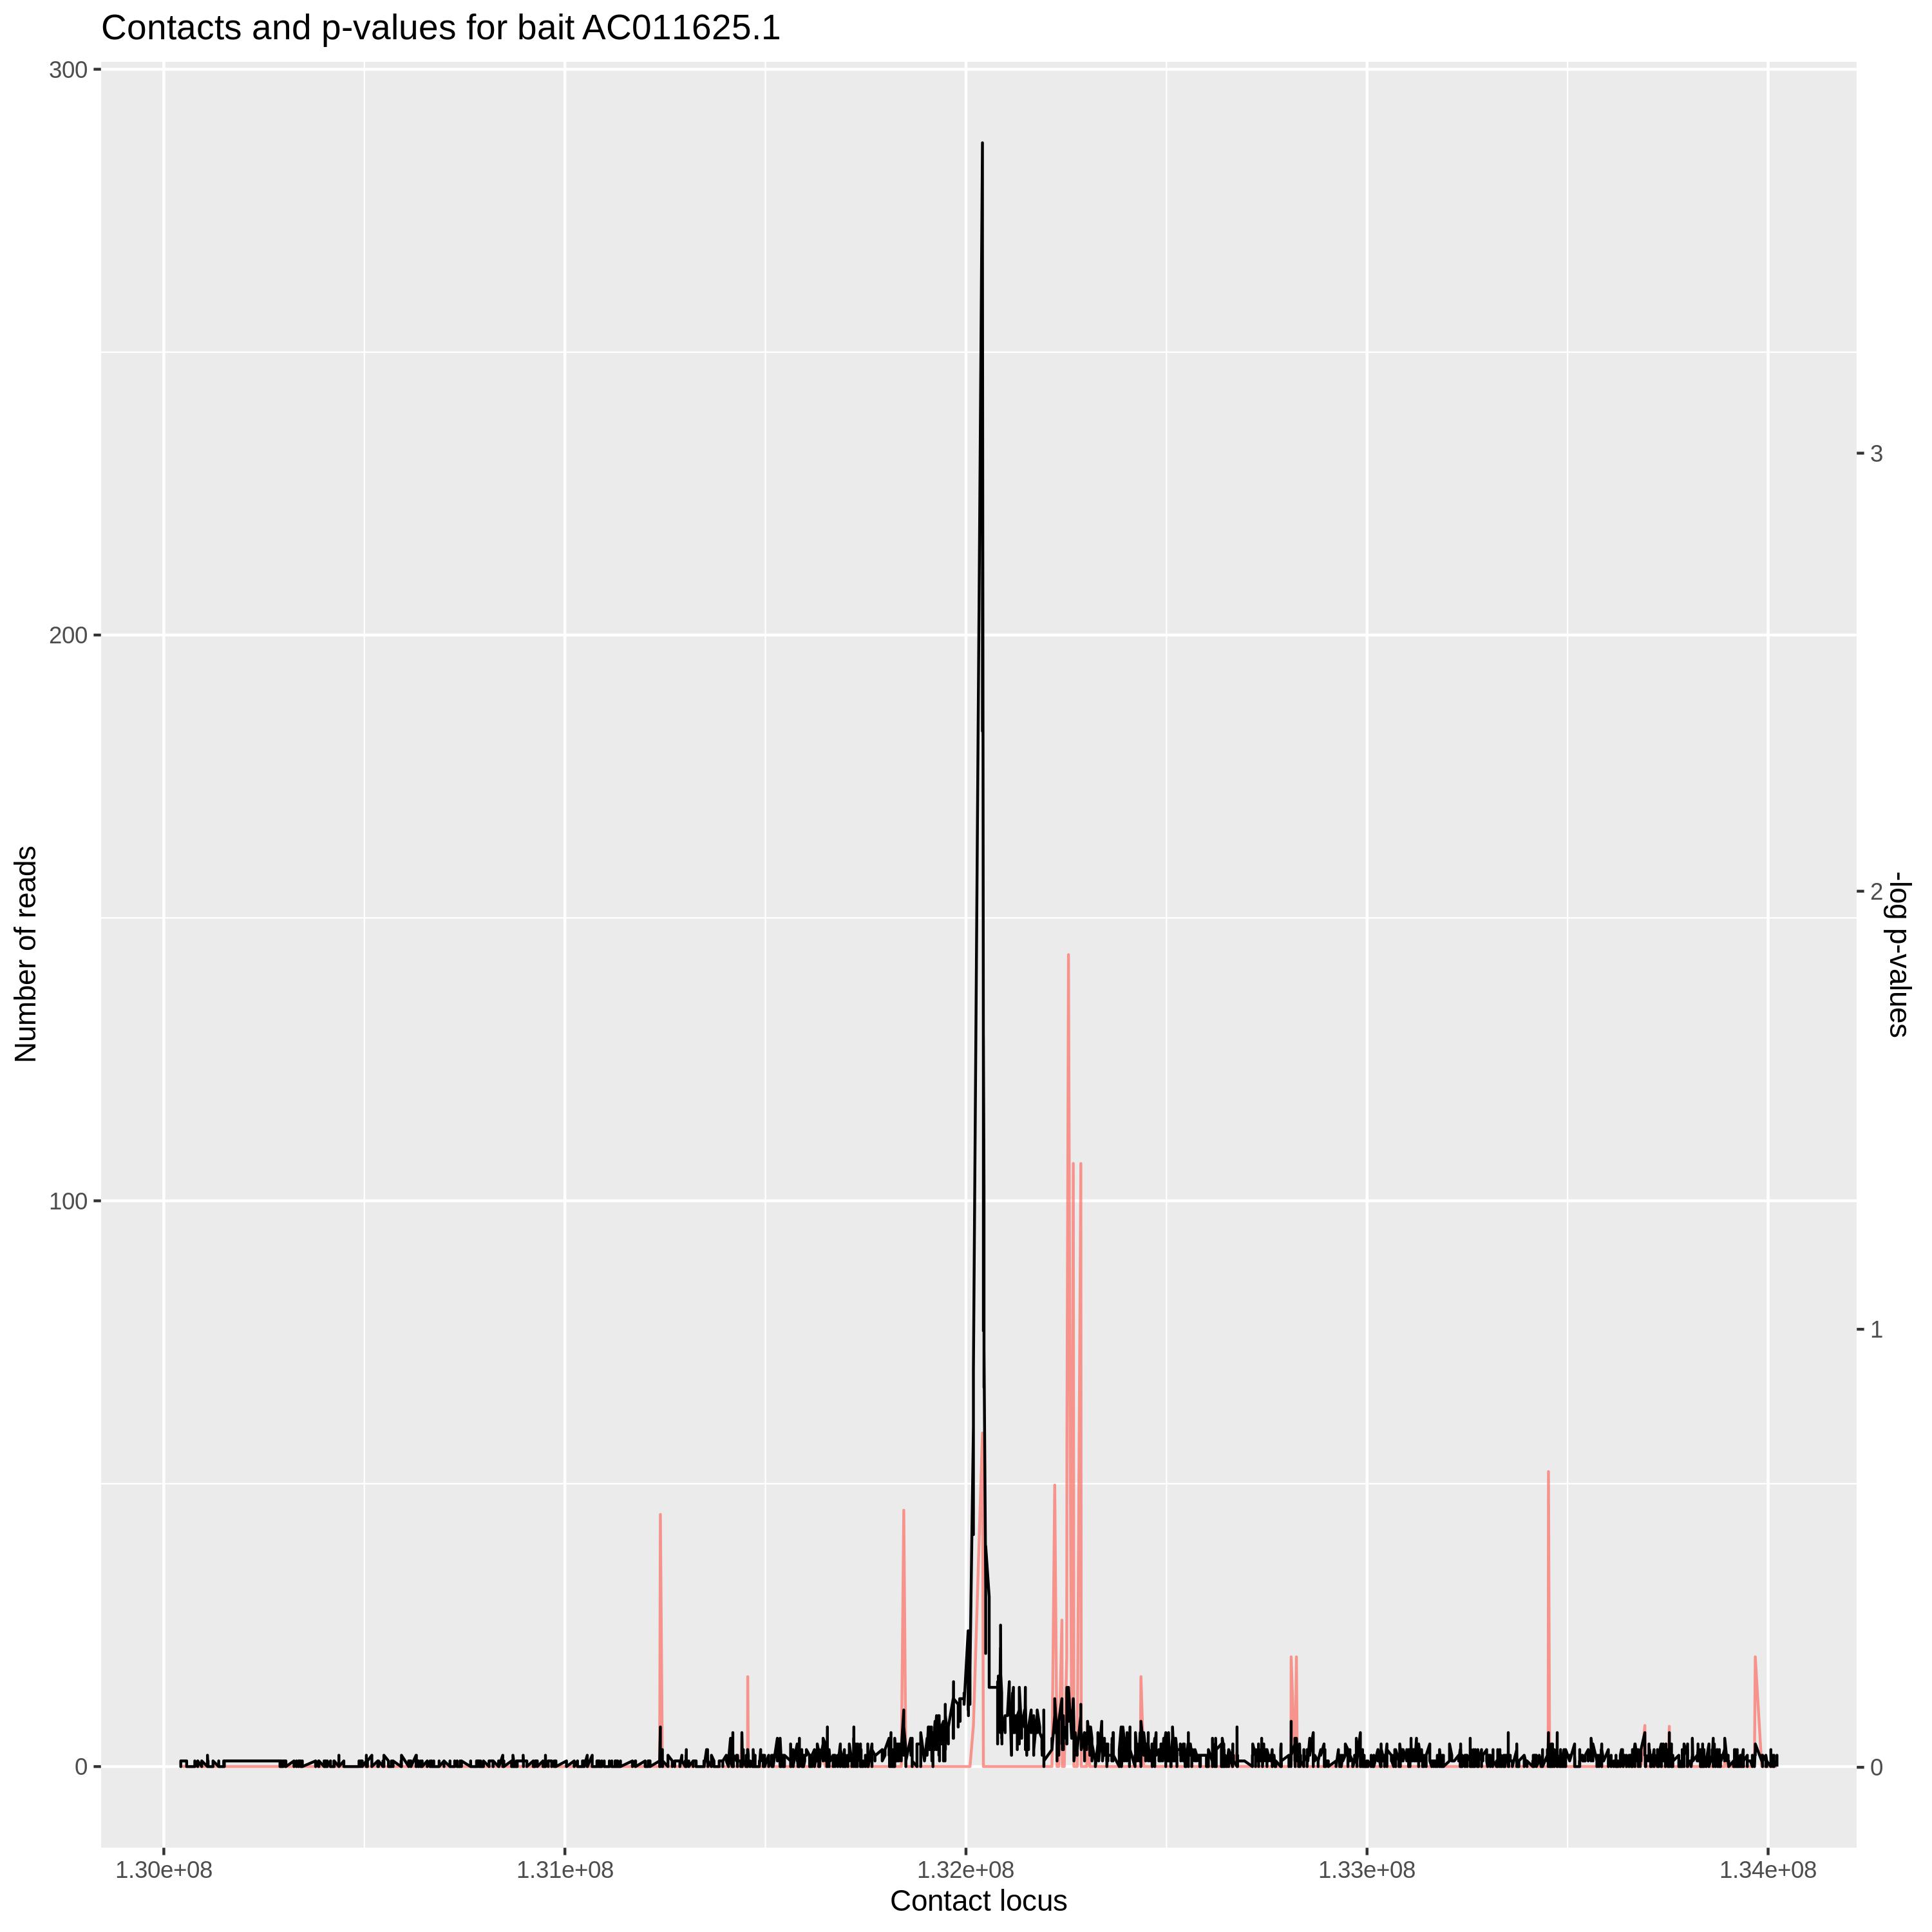 Contacts and p-values for bait AC011625.1
300
200
100
0
Number of reads
3
2
1
0
-log p-values
1.30e+08
1.31e+08
1.32e+08
1.33e+08
1.34e+08
Contact locus